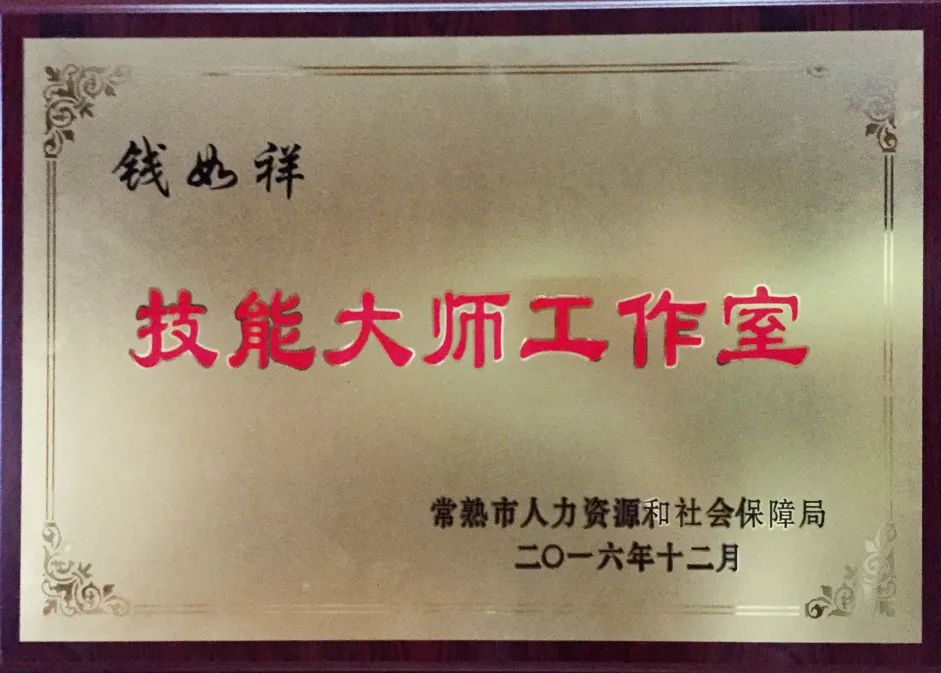 钱如祥
技能大师工作室
常熟市人力资源和社会保障局
二〇一六年十二月